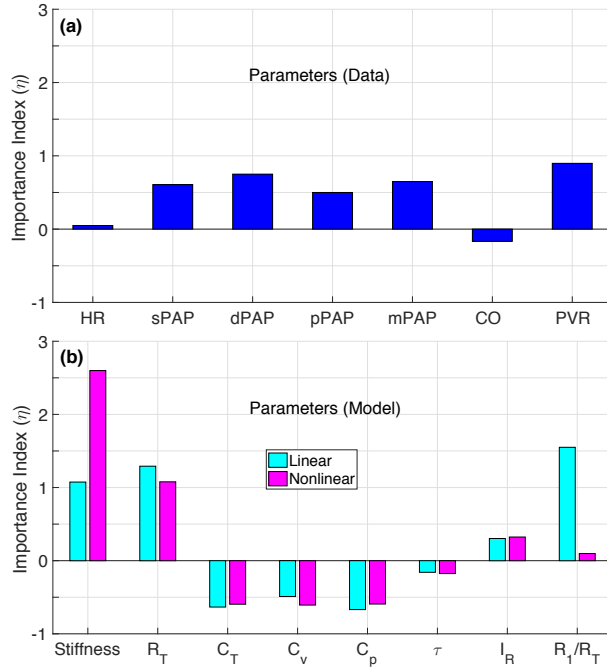 3
(a)
Parameters (Data)
2
1
0
-1
Importance Index (η)
HR sPAP dPAP pPAP mPAP CO PVR
3
(b)
Parameters (Model)
2
Linear
Nonlinear
1
0
-1
Importance Index (η)
Stiffness R_T C_T C_v C_p τ I_R R_1/R_T